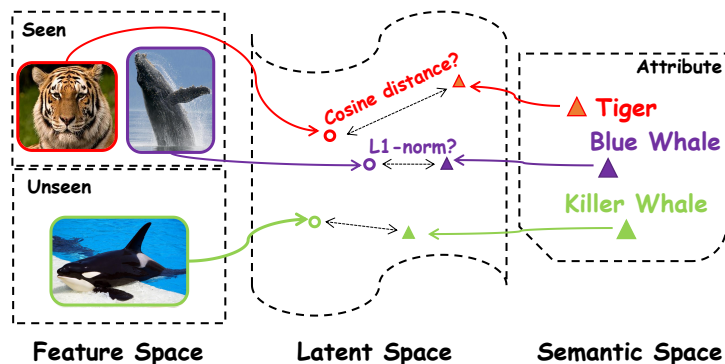 Seen
Unseen
Cosine distance?
L1-norm?
Attribute
Tiger
Blue Whale
Killer Whale
Feature Space
Latent Space
Semantic Space